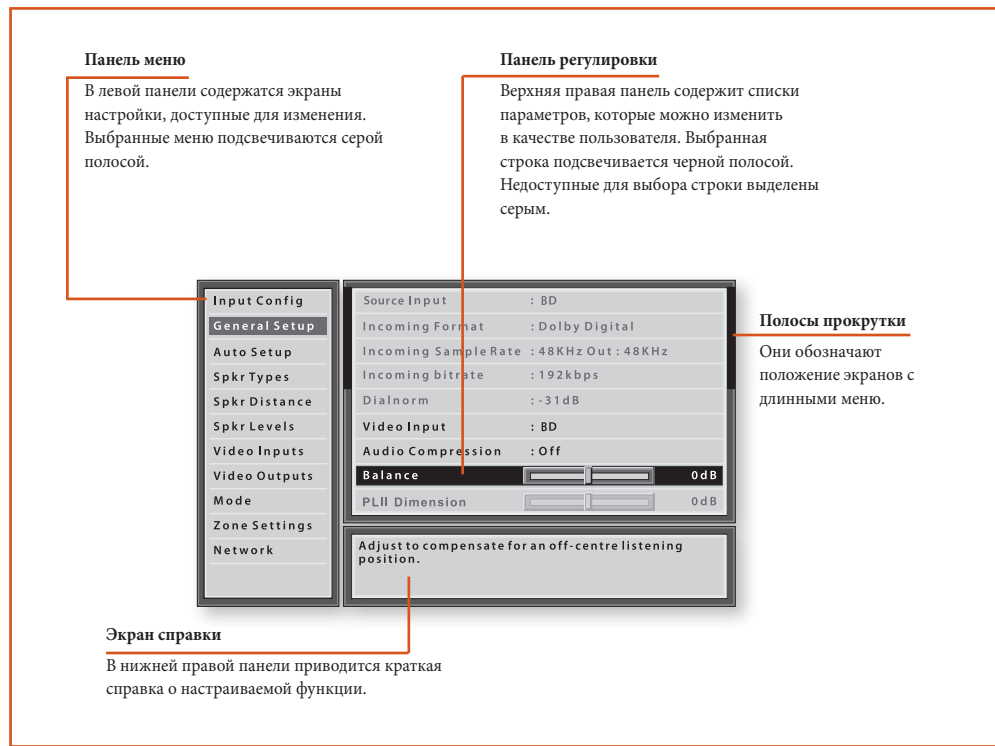 Панель меню
В левой панели содержатся экраны
настройки, доступные для изменения.
Выбранные меню подсвечиваются серой
полосой.
Панель регулировки
Верхняя правая панель содержит списки
параметров, которые можно изменить
в качестве пользователя. Выбранная
строка подсвечивается черной полосой.
Недоступные для выбора строки выделены
серым.
Input Config
General Setup
Auto Setup
Spkr Types
Spkr Distance
Spkr Levels
Video Inputs
Video Outputs
Mode
Zone Settings
Network
Source Input : BD
Incoming Format : Dolby Digital
Incoming Sample Rate : 48KHz Out : 48KHz
Incoming bitrate : 192kbps
Dialnorm : -31dB
Video Input : BD
Audio Compression : Off
Balance 0dB
PLII Dimension 0dB
Adjust to compensate for an off-centre listening
position.
Полосы прокрутки
Они обозначают
положение экранов с
длинными меню.
Экран справки
В нижней правой панели приводится краткая
справка о настраиваемой функции.